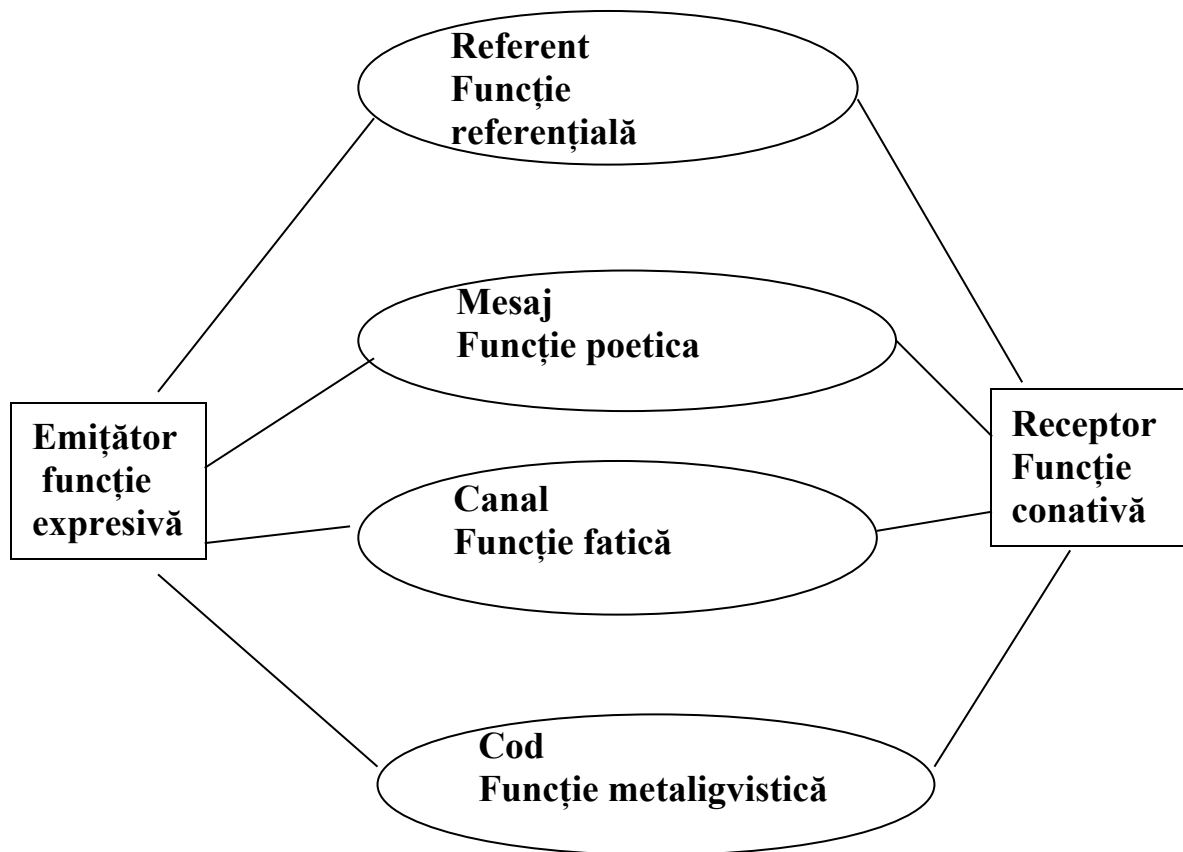 Referent
Funcție
referențială
Mesaj
Funcție poetica
Emițător
funcție
expresivă
Canal
Funcție fatică
Receptor
Funcție
conativă
Cod
Funcție metaligvistică